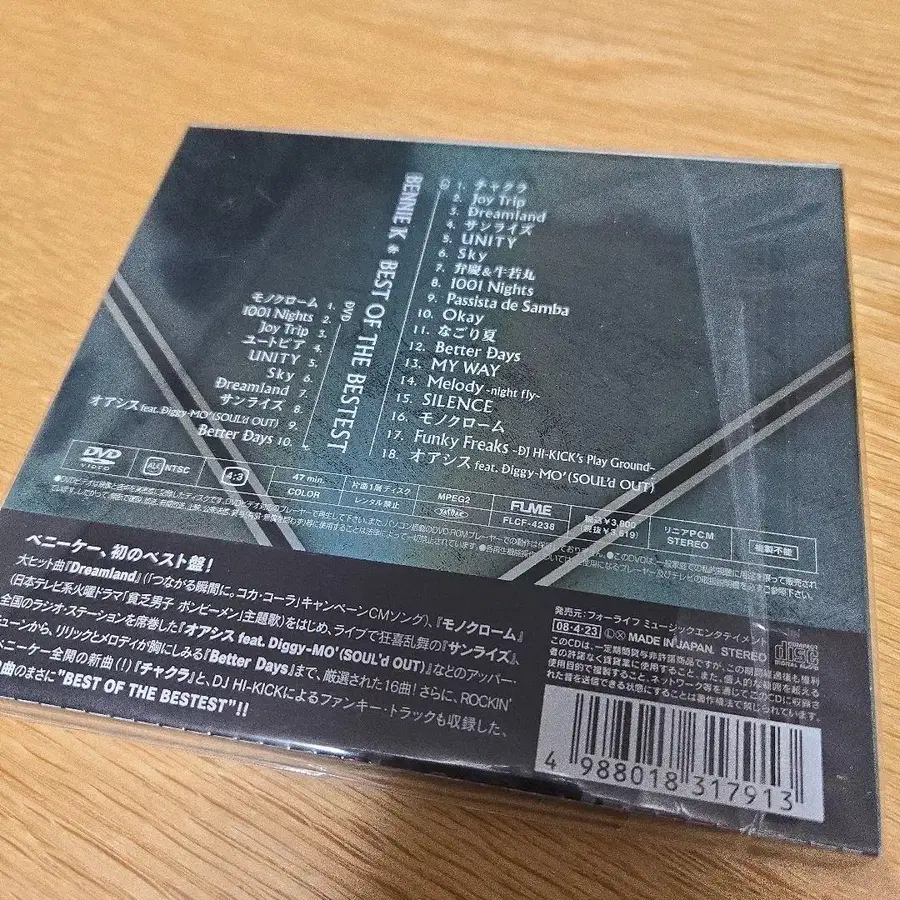 BENNIE K BEST OF THE BESTEST
1. チャクラ
2. Joy Trip
3. Dreamland
4. サンライズ
5. UNITY
6. Sky
7. 弁慶&牛若丸
8. 1001 Nights
9. Passista de Samba
10. Okay
11. なごり夏
12. Better Days
13. MY WAY
14. Melody -night fly-
15. SILENCE
16. モノクローム
17. Funky Freaks -DJ HI-KICK's Play Ground-
18. オアシス feat. Diggy-MO' (SOUL'd OUT)
DVD
モノクローム 1.
1001 Nights 2.
Joy Trip 3.
ユートピア 4.
UNITY 5.
Sky 6.
Dreamland 7.
サンライズ 8.
オアシス feat. Diggy-MO' (SOUL'd OUT) 9.
Better Days 10.
DVD VIDEO
ALL NTSC
4:3
47 min.
COLOR
片面1層ディスク
レンタル禁止
MPEG2
FLME
FLCF-4238
リニアPCM
STEREO
複製不能
ベニーケー、初のベスト盤!
大ヒット曲『Dreamland』(「つながる瞬間に。コカ・コーラ」キャンペーンCMソング)、『モノクローム』
(日本テレビ系火曜ドラマ「貧乏男子 ボンビーメン」主題歌)をはじめ、ライブで狂喜乱舞の『サンライズ』、
全国のラジオ・ステーションを席巻した『オアシス feat. Diggy-MO' (SOUL'd OUT)』などのアッパー・
ューンから、リリックとメロディが胸にしみる『Better Days』まで、厳選された16曲!さらに、ROCKIN'
ベニーケー全開の新曲(!)『チャクラ』と、DJ HI-KICKによるファンキー・トラックも収録した、
曲のまさに"BEST OF THE BESTEST"!!
発売元:フォーライフ ミュージックエンタテイメント
08-4-23 MADE IN JAPAN STEREO
COMPACT disc DIGITAL AUDIO
4 988018 317913